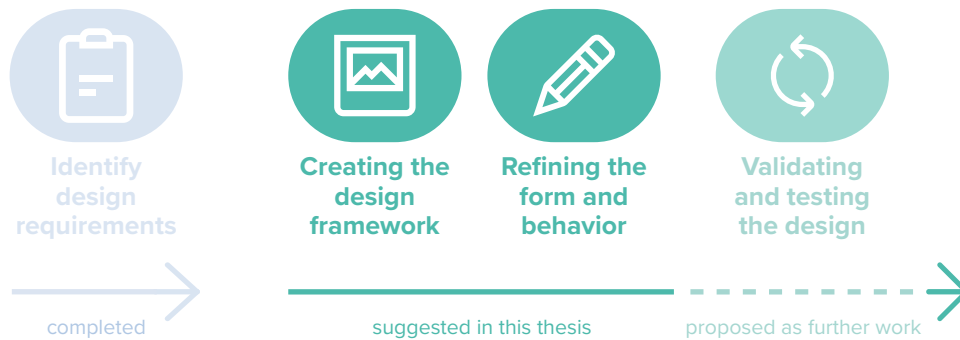 Identify
design
requirements
Creating the
design
framework
Refining the
form and
behavior
Validating
and testing
the design
completed
suggested in this thesis
proposed as further work